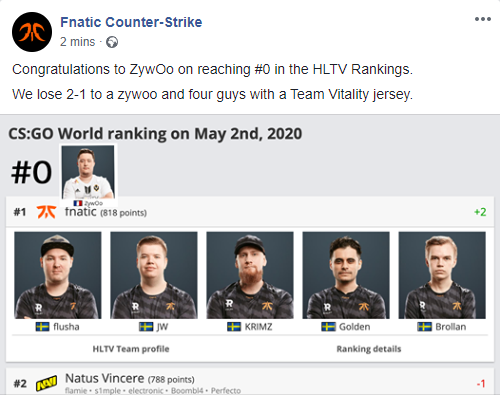 Fnatic Counter-Strike
2 mins ·
Congratulations to ZywOo on reaching #0 in the HLTV Rankings.
We lose 2-1 to a zywoo and four guys with a Team Vitality jersey.
CS:GO World ranking on May 2nd, 2020
#0
ZywOo
#1 fnatic (818 points) +2
flusha JW KRIMZ Golden Brollan
HLTV Team profile Ranking details
#2 NAVI Natus Vincere (788 points) -1
flamie • s1mple • electronic • Boombl4 • Perfecto